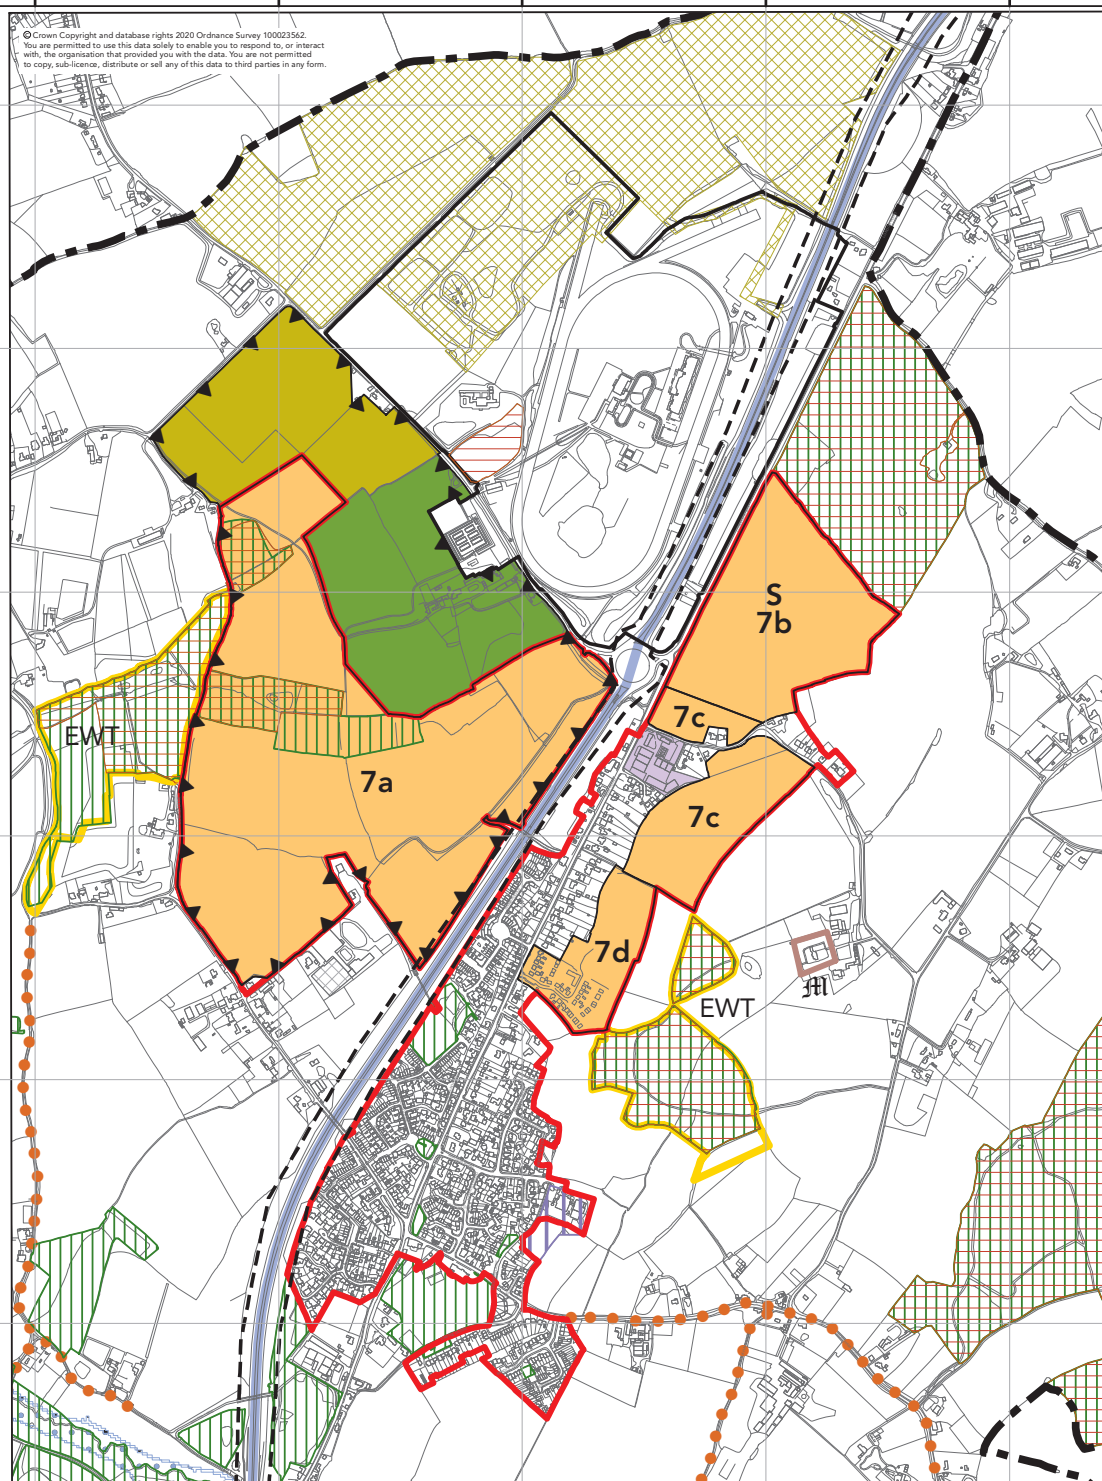 © Crown Copyright and database rights 2020 Ordnance Survey 100023562.
You are permitted to use this data solely to enable you to respond to, or interact
with, the organisation that provided you with the data. You are not permitted
to copy, sub-licence, distribute or sell any of this data to third parties in any form.
S
7b
7c
EWT
7a
7c
7d
M
EWT